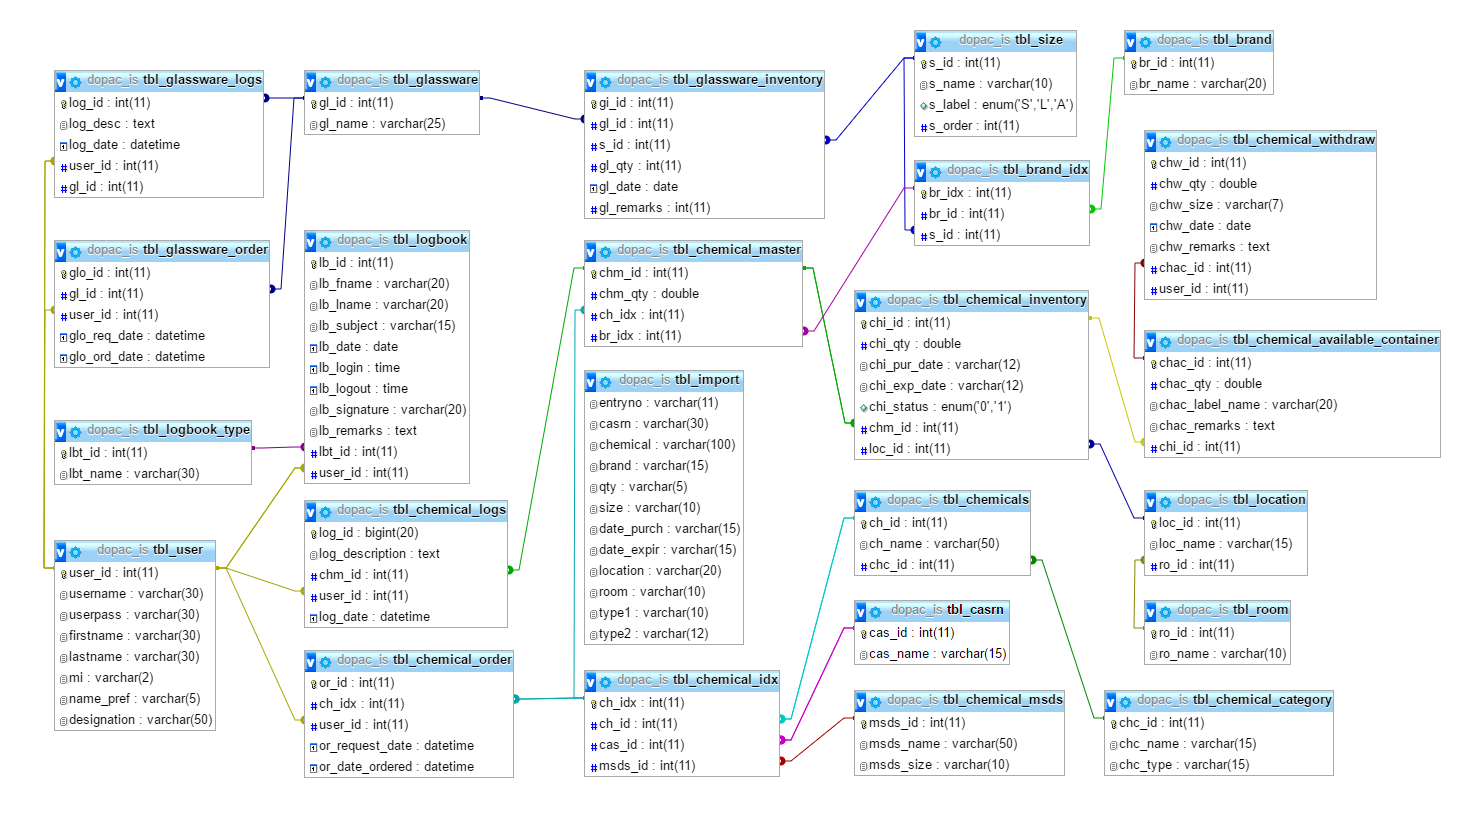 v dopac_is tbl_glassware_logs
log_id : int(11)
log_desc : text
log_date : datetime
user_id : int(11)
gl_id : int(11)
v dopac_is tbl_glassware
gl_id : int(11)
gl_name : varchar(25)
v dopac_is tbl_glassware_inventory
gi_id : int(11)
gl_id : int(11)
s_id : int(11)
gl_qty : int(11)
gl_date : date
gl_remarks : int(11)
v dopac_is tbl_size
s_id : int(11)
s_name : varchar(10)
s_label : enum('S','L','A')
s_order : int(11)
v dopac_is tbl_brand
br_id : int(11)
br_name : varchar(20)
v dopac_is tbl_brand_idx
br_idx : int(11)
br_id : int(11)
s_id : int(11)
v dopac_is tbl_chemical_withdraw
chw_id : int(11)
chw_qty : double
chw_size : varchar(7)
chw_date : date
chw_remarks : text
chac_id : int(11)
user_id : int(11)
v dopac_is tbl_glassware_order
glo_id : int(11)
gl_id : int(11)
user_id : int(11)
glo_req_date : datetime
glo_ord_date : datetime
v dopac_is tbl_logbook
lb_id : int(11)
lb_fname : varchar(20)
lb_lname : varchar(20)
lb_subject : varchar(15)
lb_date : date
lb_login : time
lb_logout : time
lb_signature : varchar(20)
lb_remarks : text
lbt_id : int(11)
user_id : int(11)
v dopac_is tbl_chemical_master
chm_id : int(11)
chm_qty : double
ch_idx : int(11)
br_idx : int(11)
v dopac_is tbl_chemical_inventory
chi_id : int(11)
chi_qty : double
chi_pur_date : varchar(12)
chi_exp_date : varchar(12)
chi_status : enum('0','1')
chm_id : int(11)
loc_id : int(11)
v dopac_is tbl_chemical_available_container
chac_id : int(11)
chac_qty : double
chac_label_name : varchar(20)
chac_remarks : text
chi_id : int(11)
v dopac_is tbl_import
entryno : varchar(11)
casrn : varchar(30)
chemical : varchar(100)
brand : varchar(15)
qty : varchar(5)
size : varchar(10)
date_purch : varchar(15)
date_expir : varchar(15)
location : varchar(20)
room : varchar(10)
type1 : varchar(10)
type2 : varchar(12)
v dopac_is tbl_logbook_type
lbt_id : int(11)
lbt_name : varchar(30)
v dopac_is tbl_chemical_logs
log_id : bigint(20)
log_description : text
chm_id : int(11)
user_id : int(11)
log_date : datetime
v dopac_is tbl_chemicals
ch_id : int(11)
ch_name : varchar(50)
chc_id : int(11)
v dopac_is tbl_location
loc_id : int(11)
loc_name : varchar(15)
ro_id : int(11)
v dopac_is tbl_user
user_id : int(11)
username : varchar(30)
userpass : varchar(30)
firstname : varchar(30)
lastname : varchar(30)
mi : varchar(2)
name_pref : varchar(5)
designation : varchar(50)
v dopac_is tbl_casrn
cas_id : int(11)
cas_name : varchar(15)
v dopac_is tbl_room
ro_id : int(11)
ro_name : varchar(10)
v dopac_is tbl_chemical_order
or_id : int(11)
ch_idx : int(11)
user_id : int(11)
or_request_date : datetime
or_date_ordered : datetime
v dopac_is tbl_chemical_idx
ch_idx : int(11)
ch_id : int(11)
cas_id : int(11)
msds_id : int(11)
v dopac_is tbl_chemical_msds
msds_id : int(11)
msds_name : varchar(50)
msds_size : varchar(10)
v dopac_is tbl_chemical_category
chc_id : int(11)
chc_name : varchar(15)
chc_type : varchar(15)